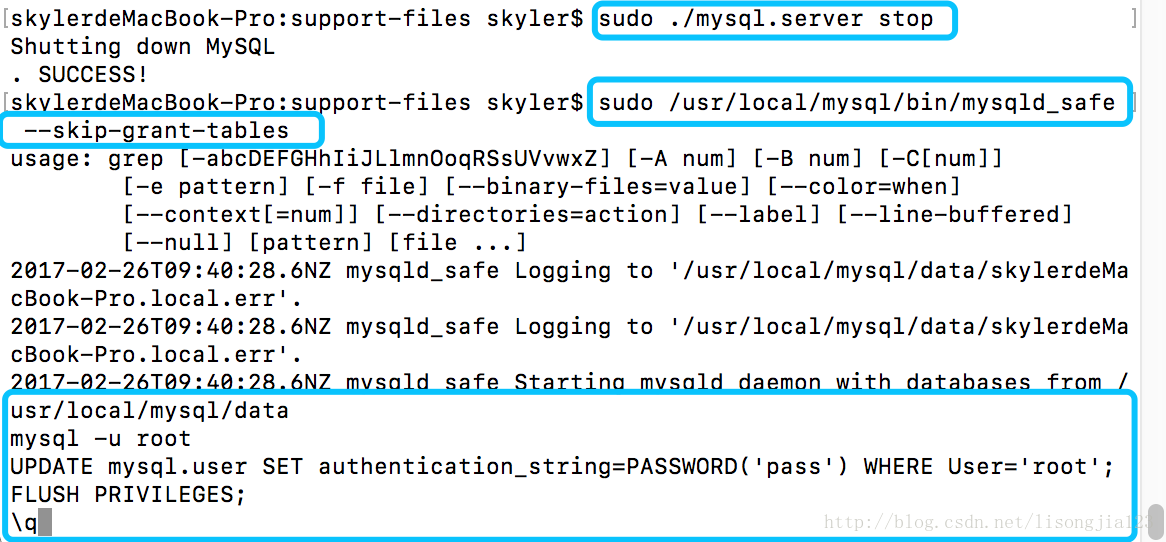 [skylerdeMacBook-Pro:support-files skyler$ sudo ./mysql.server stop ]
Shutting down MySQL
. SUCCESS!
[skylerdeMacBook-Pro:support-files skyler$ sudo /usr/local/mysql/bin/mysqld_safe ]
--skip-grant-tables
usage: grep [-abcDEFGHhIiJLlmnOoqRSsUVvwxZ] [-A num] [-B num] [-C[num]]
[-e pattern] [-f file] [--binary-files=value] [--color=when]
[--context[=num]] [--directories=action] [--label] [--line-buffered]
[--null] [pattern] [file ...]
2017-02-26T09:40:28.6NZ mysqld_safe Logging to '/usr/local/mysql/data/skylerdeMa
cBook-Pro.local.err'.
2017-02-26T09:40:28.6NZ mysqld_safe Logging to '/usr/local/mysql/data/skylerdeMa
cBook-Pro.local.err'.
2017-02-26T09:40:28.6NZ mysqld_safe Starting mysqld daemon with databases from /
usr/local/mysql/data
mysql -u root
UPDATE mysql.user SET authentication_string=PASSWORD('pass') WHERE User='root';
FLUSH PRIVILEGES;
\q
http://blog.csdn.net/lisongjia123